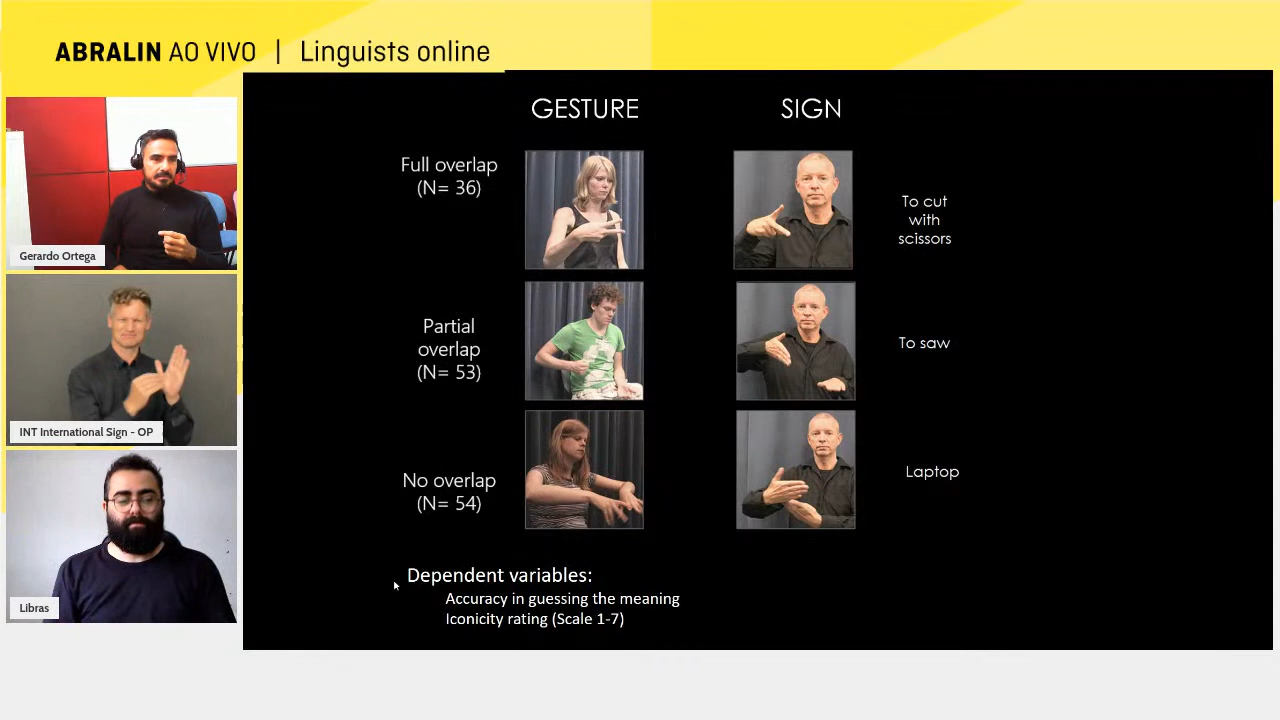 ABRALIN AO VIVO | Linguists online
Gerardo Ortega
INT International Sign - OP
Libras
GESTURE
SIGN
Full overlap
(N= 36)
To cut
with
scissors
Partial
overlap
(N= 53)
To saw
No overlap
(N= 54)
Laptop
Dependent variables:
Accuracy in guessing the meaning
Iconicity rating (Scale 1-7)